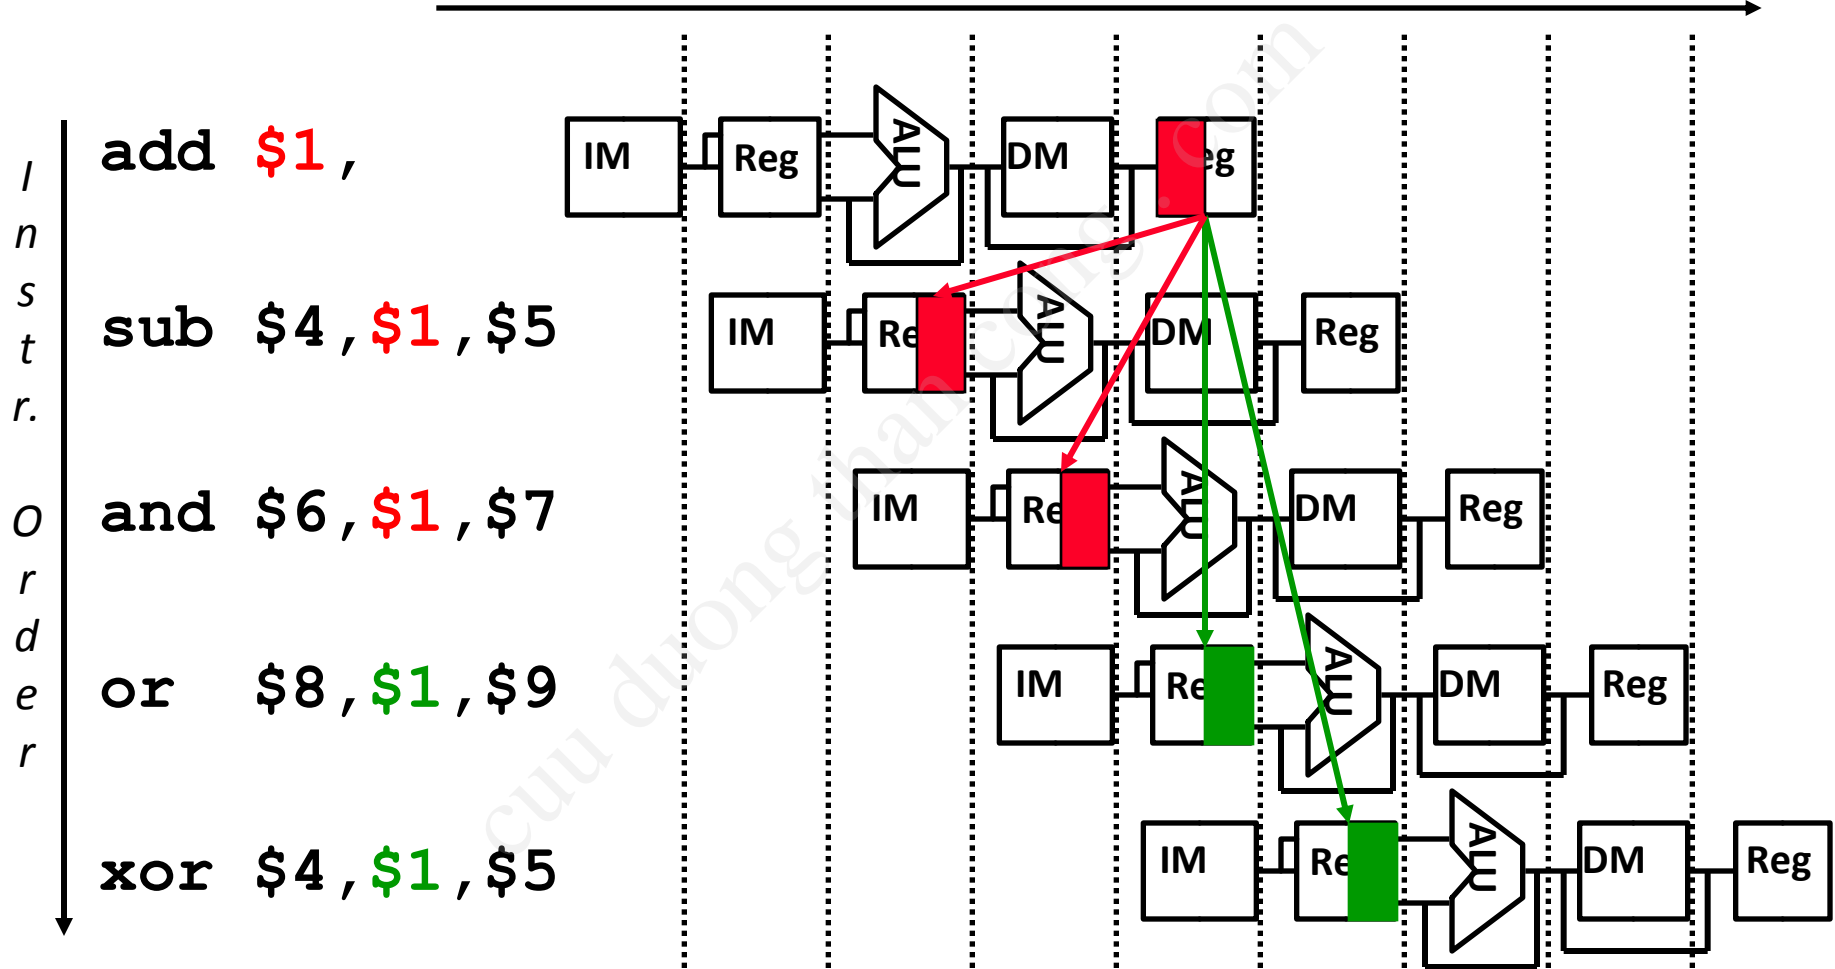 Instr. Order
add $1,
IM Reg ALU DM eg
sub $4,$1,$5
IM Re ALU DM Reg
and $6,$1,$7
IM Re ALU DM Reg
or $8,$1,$9
IM Re ALU DM Reg
xor $4,$1,$5
IM Re ALU DM Reg
cuu duong than cong . com